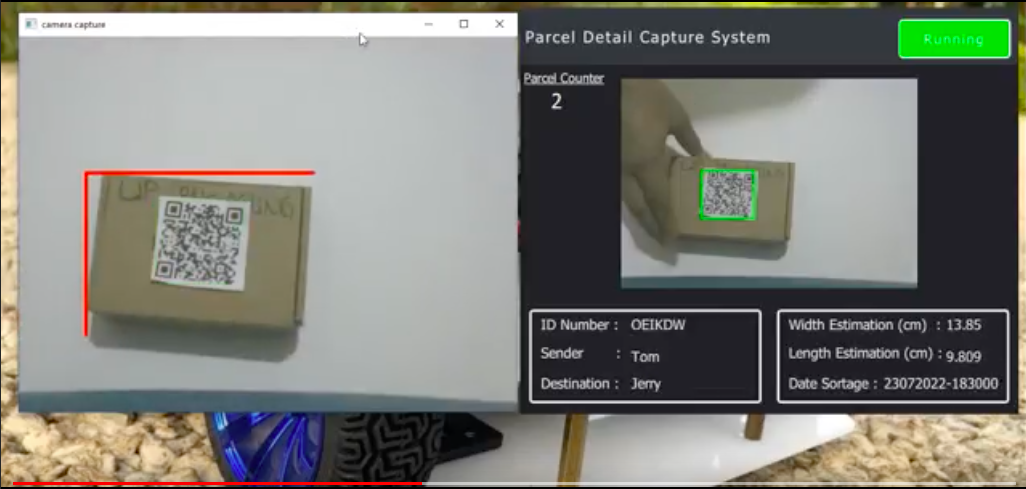 camera capture
Parcel Detail Capture System
Running
Parcel Counter
2
ID Number : OEIKDW
Sender : Tom
Destination : Jerry
Width Estimation (cm) : 13.85
Length Estimation (cm) : 9.809
Date Sortage : 23072022-183000